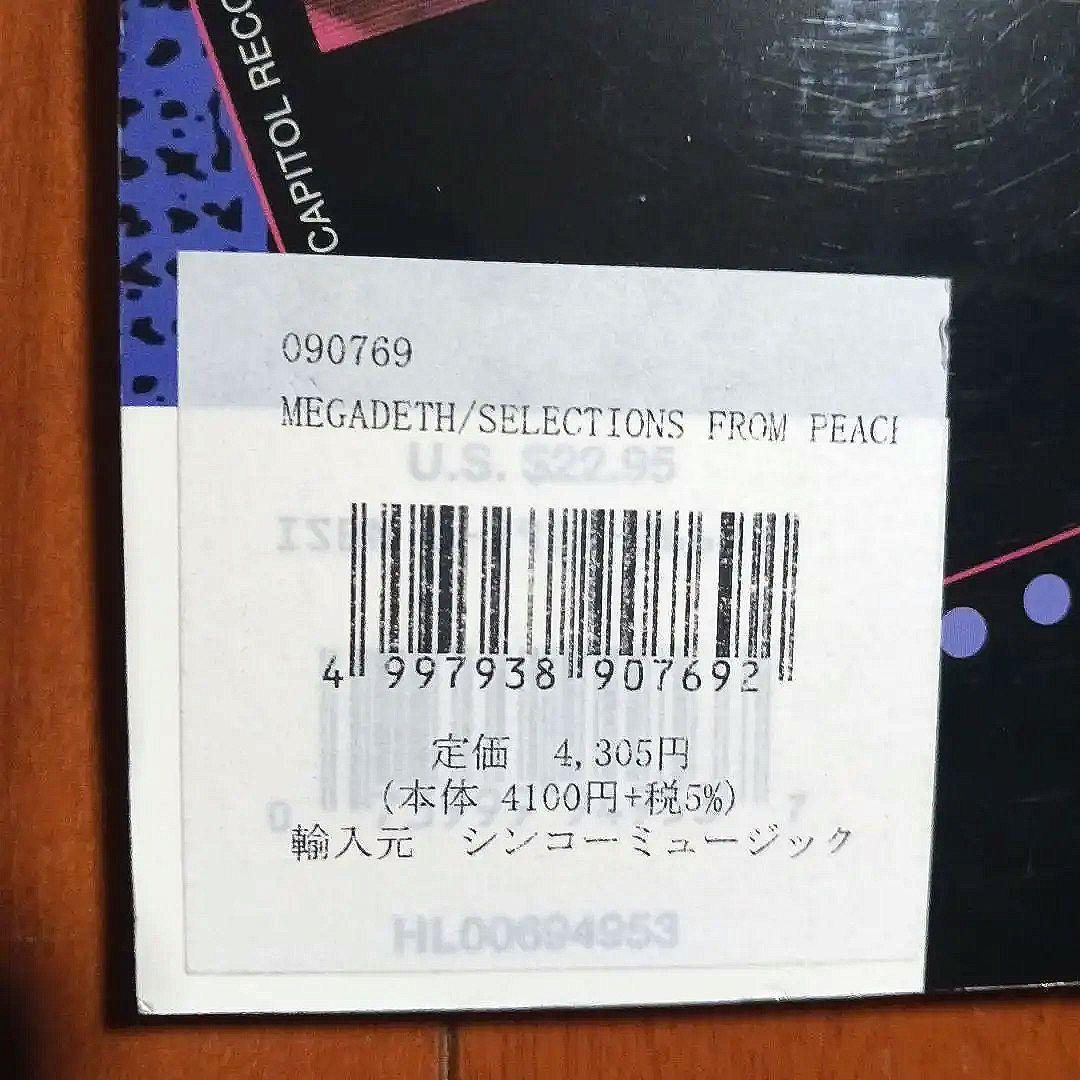 CAPITOL RECO
090769
MEGADETH/SELECTIONS FROM PEAC
U.S. $22.95
4 997938 907692
定価 4,305円
(本体 4100円+税5%)
輸入元 シンコーミュージック
HL00694953